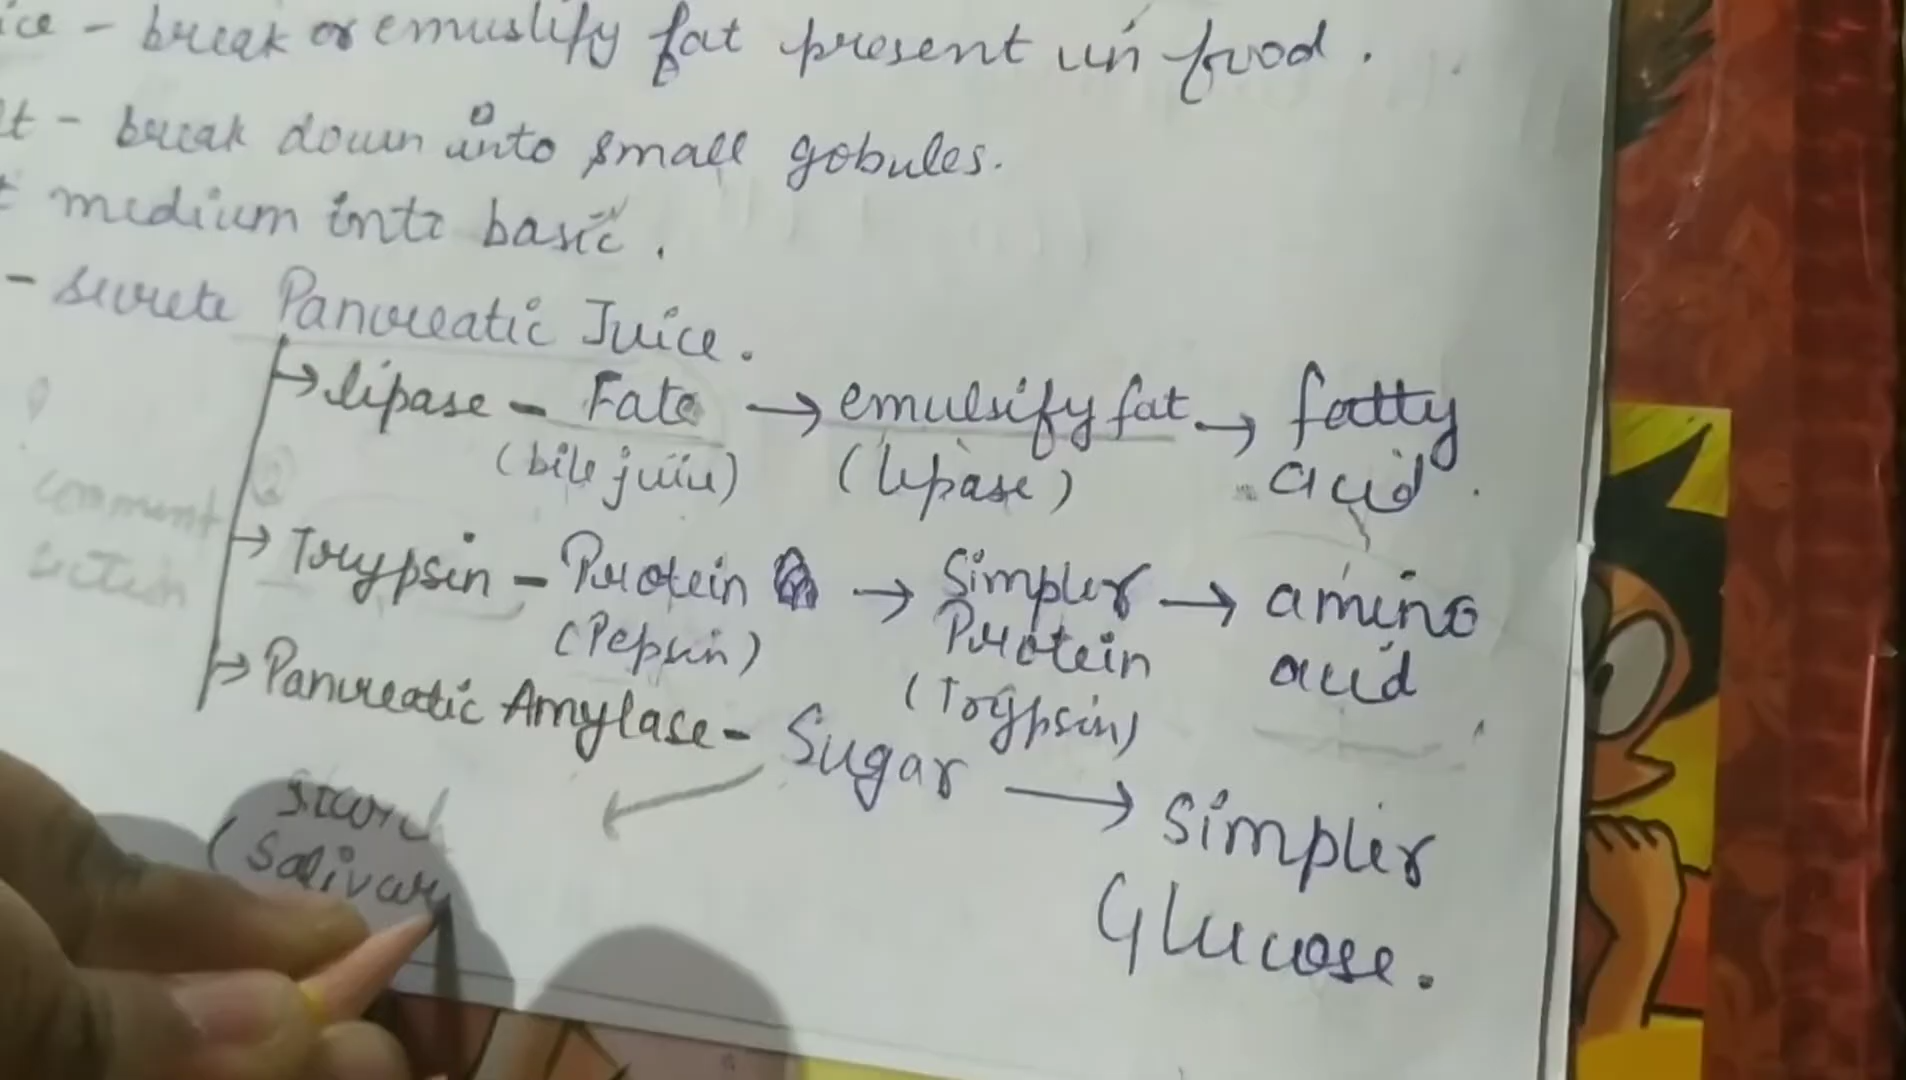 ice - break or emuslify fat present in food.
t - break down into small gobules.
t medium into basic.
- secrete Pancreatic Juice.
→ lipase - Fats → emulsify fat → fatty
(bile juice) (lipase) acid.
comment
section
→ Trypsin - Protein → Simpler → amino
(Pepsin) Protein acid
(Trypsin)
→ Pancreatic Amylase - Sugar → Simpler
Glucose.
Starch
(Salivary